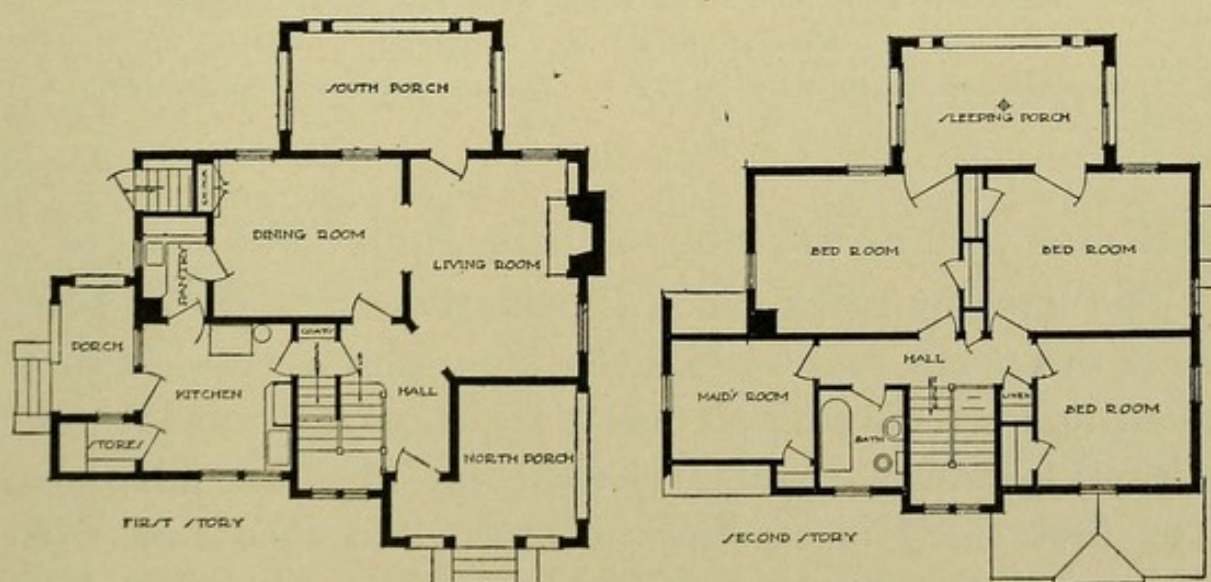 SOUTH PORCH
DINING ROOM
LIVING ROOM
PANTRY
PORCH
KITCHEN
COATS
HALL
STORES
NORTH PORCH
FIRST STORY
SLEEPING PORCH
BED ROOM
BED ROOM
HALL
MAID'S ROOM
BATH
LINEN
BED ROOM
SECOND STORY